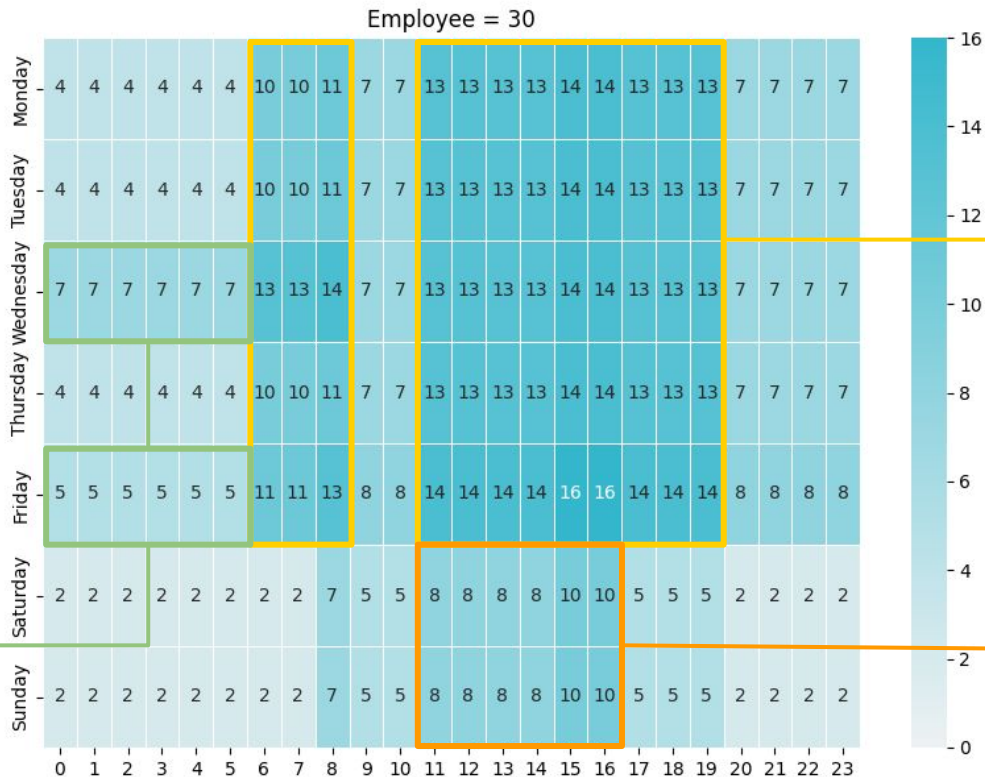 Employee = 30
Monday 4 4 4 4 4 4 10 10 11 7 7 13 13 13 13 14 14 13 13 13 7 7 7 7
Tuesday 4 4 4 4 4 4 10 10 11 7 7 13 13 13 13 14 14 13 13 13 7 7 7 7
Wednesday 7 7 7 7 7 7 13 13 14 7 7 13 13 13 13 14 14 13 13 13 7 7 7 7
Thursday 4 4 4 4 4 4 10 10 11 7 7 13 13 13 13 14 14 13 13 13 7 7 7 7
Friday 5 5 5 5 5 5 11 11 13 8 8 14 14 14 14 16 16 14 14 14 8 8 8 8
Saturday 2 2 2 2 2 2 2 2 7 5 5 8 8 8 8 10 10 5 5 5 2 2 2 2
Sunday 2 2 2 2 2 2 2 2 7 5 5 8 8 8 8 10 10 5 5 5 2 2 2 2
0 1 2 3 4 5 6 7 8 9 10 11 12 13 14 15 16 17 18 19 20 21 22 23
16
14
12
10
8
6
4
2
0